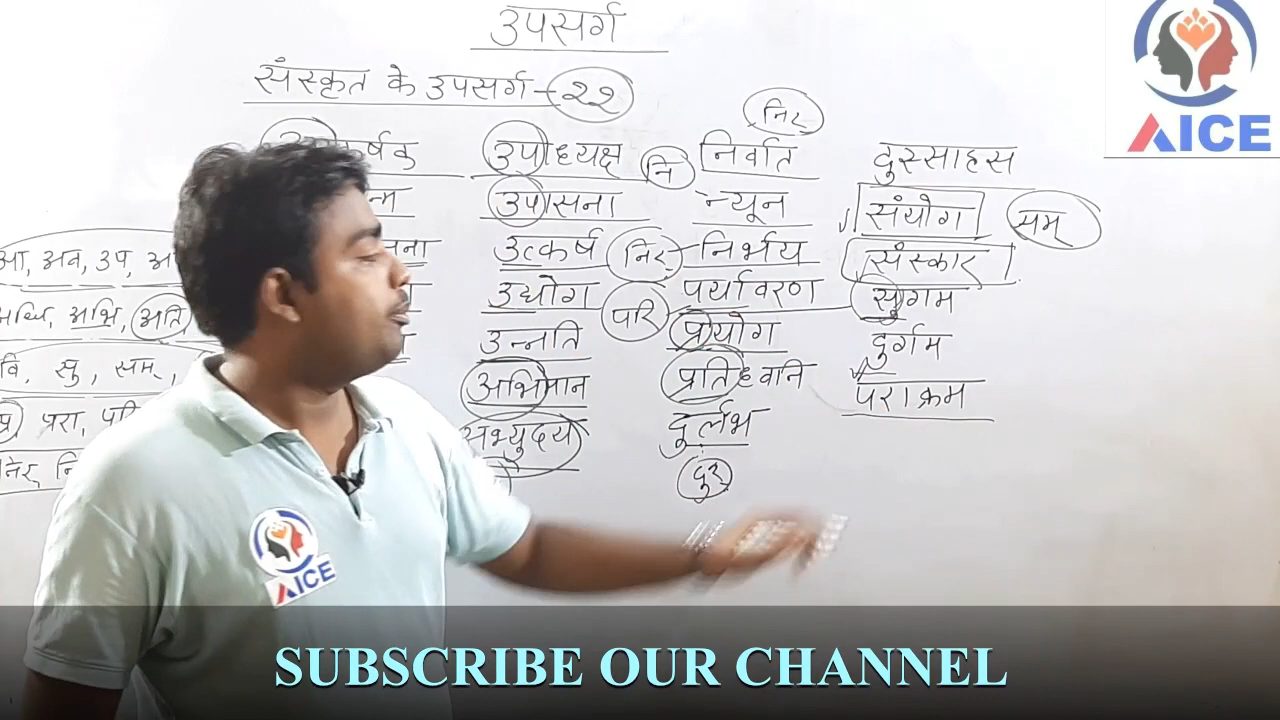 उपसर्ग
संस्कृत के उपसर्ग - २२
AICE
निर्
उपाध्यक्ष
नि
निर्वात
दुस्साहस
उपासना
न्यून
संयोग
सम्
उत्कर्ष
निर्
निर्भय
संस्कार
आ, अव, उप,
उद्योग
परि
पर्यावरण
सुगम
अधि, अभि, अति
उन्नति
प्रयोग
दुर्गम
वि, सु, सम्,
अभिमान
प्रतिध्वनि
पराक्रम
प्र, परा, परि
अभ्युदय
दुर्लभ
निर्
दुर्
AICE
SUBSCRIBE OUR CHANNEL